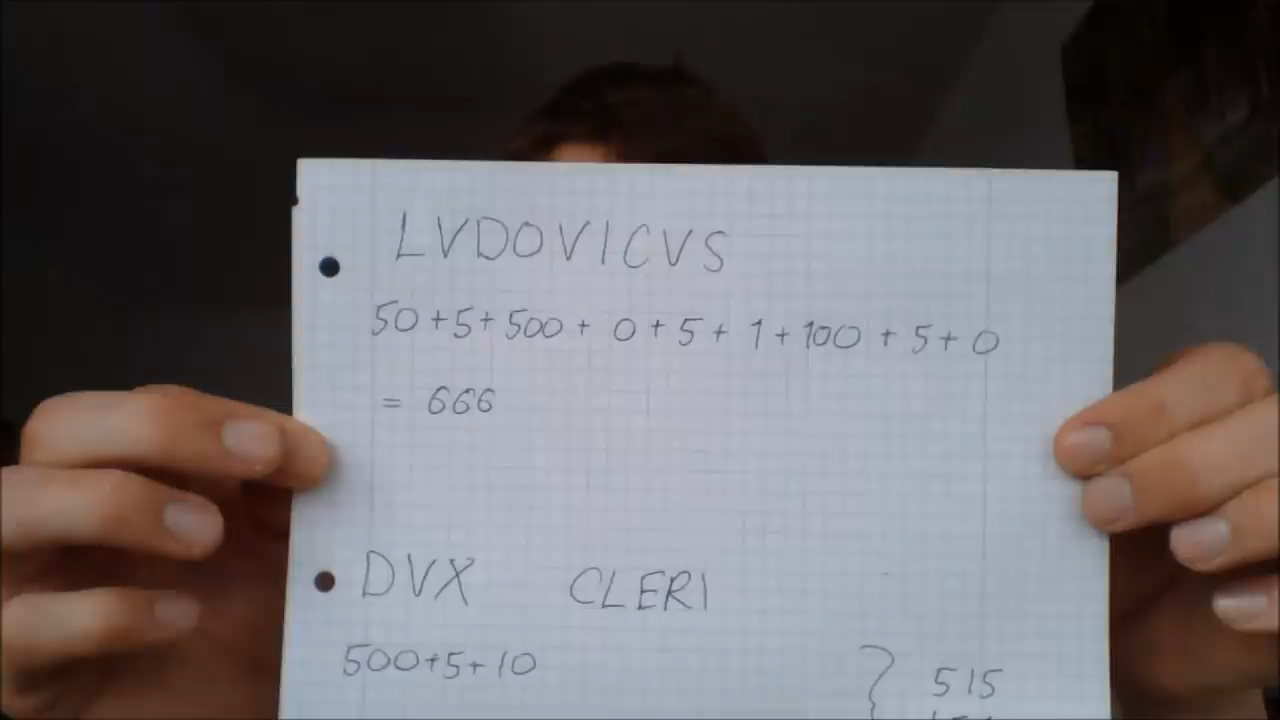 LVDOVICVS
50+5+500+ 0+5+ 1+100 +5+0
= 666
DVX CLERI
500+5+10 } 515